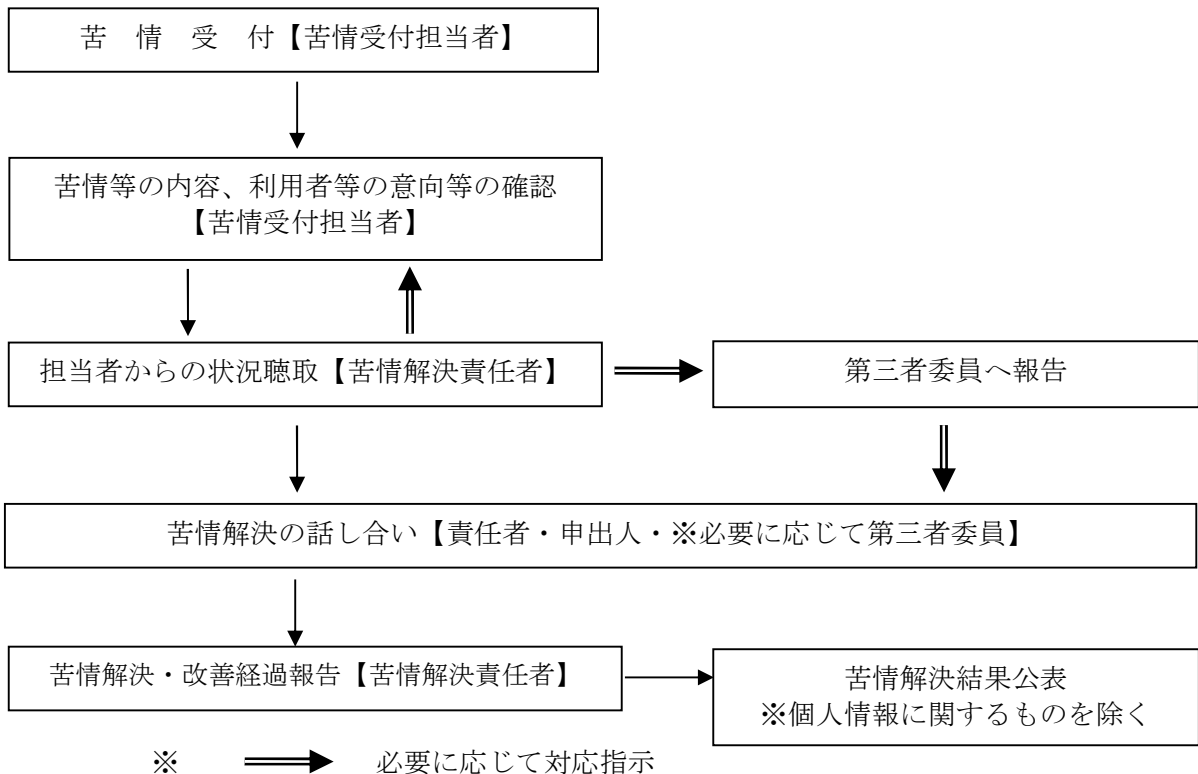 苦　情　受　付【苦情受付担当者】
苦情等の内容、利用者等の意向等の確認
【苦情受付担当者】
担当者からの状況聴取【苦情解決責任者】
第三者委員へ報告
苦情解決の話し合い【責任者・申出人・※必要に応じて第三者委員】
苦情解決・改善経過報告【苦情解決責任者】
苦情解決結果公表
※個人情報に関するものを除く
※　　　必要に応じて対応指示